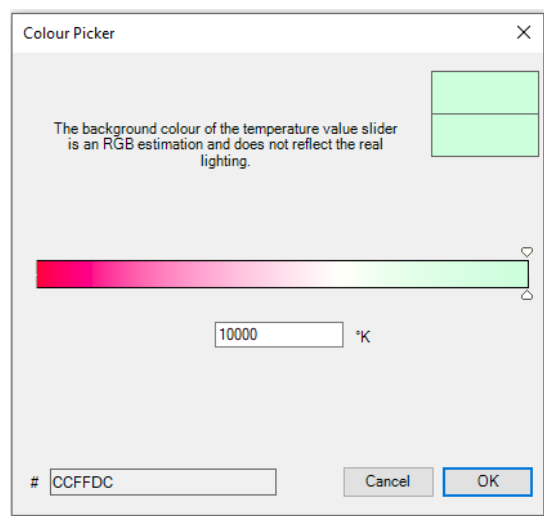 Colour Picker
The background colour of the temperature value slider
is an RGB estimation and does not reflect the real
lighting.
10000 °K
# CCFFDC
Cancel OK